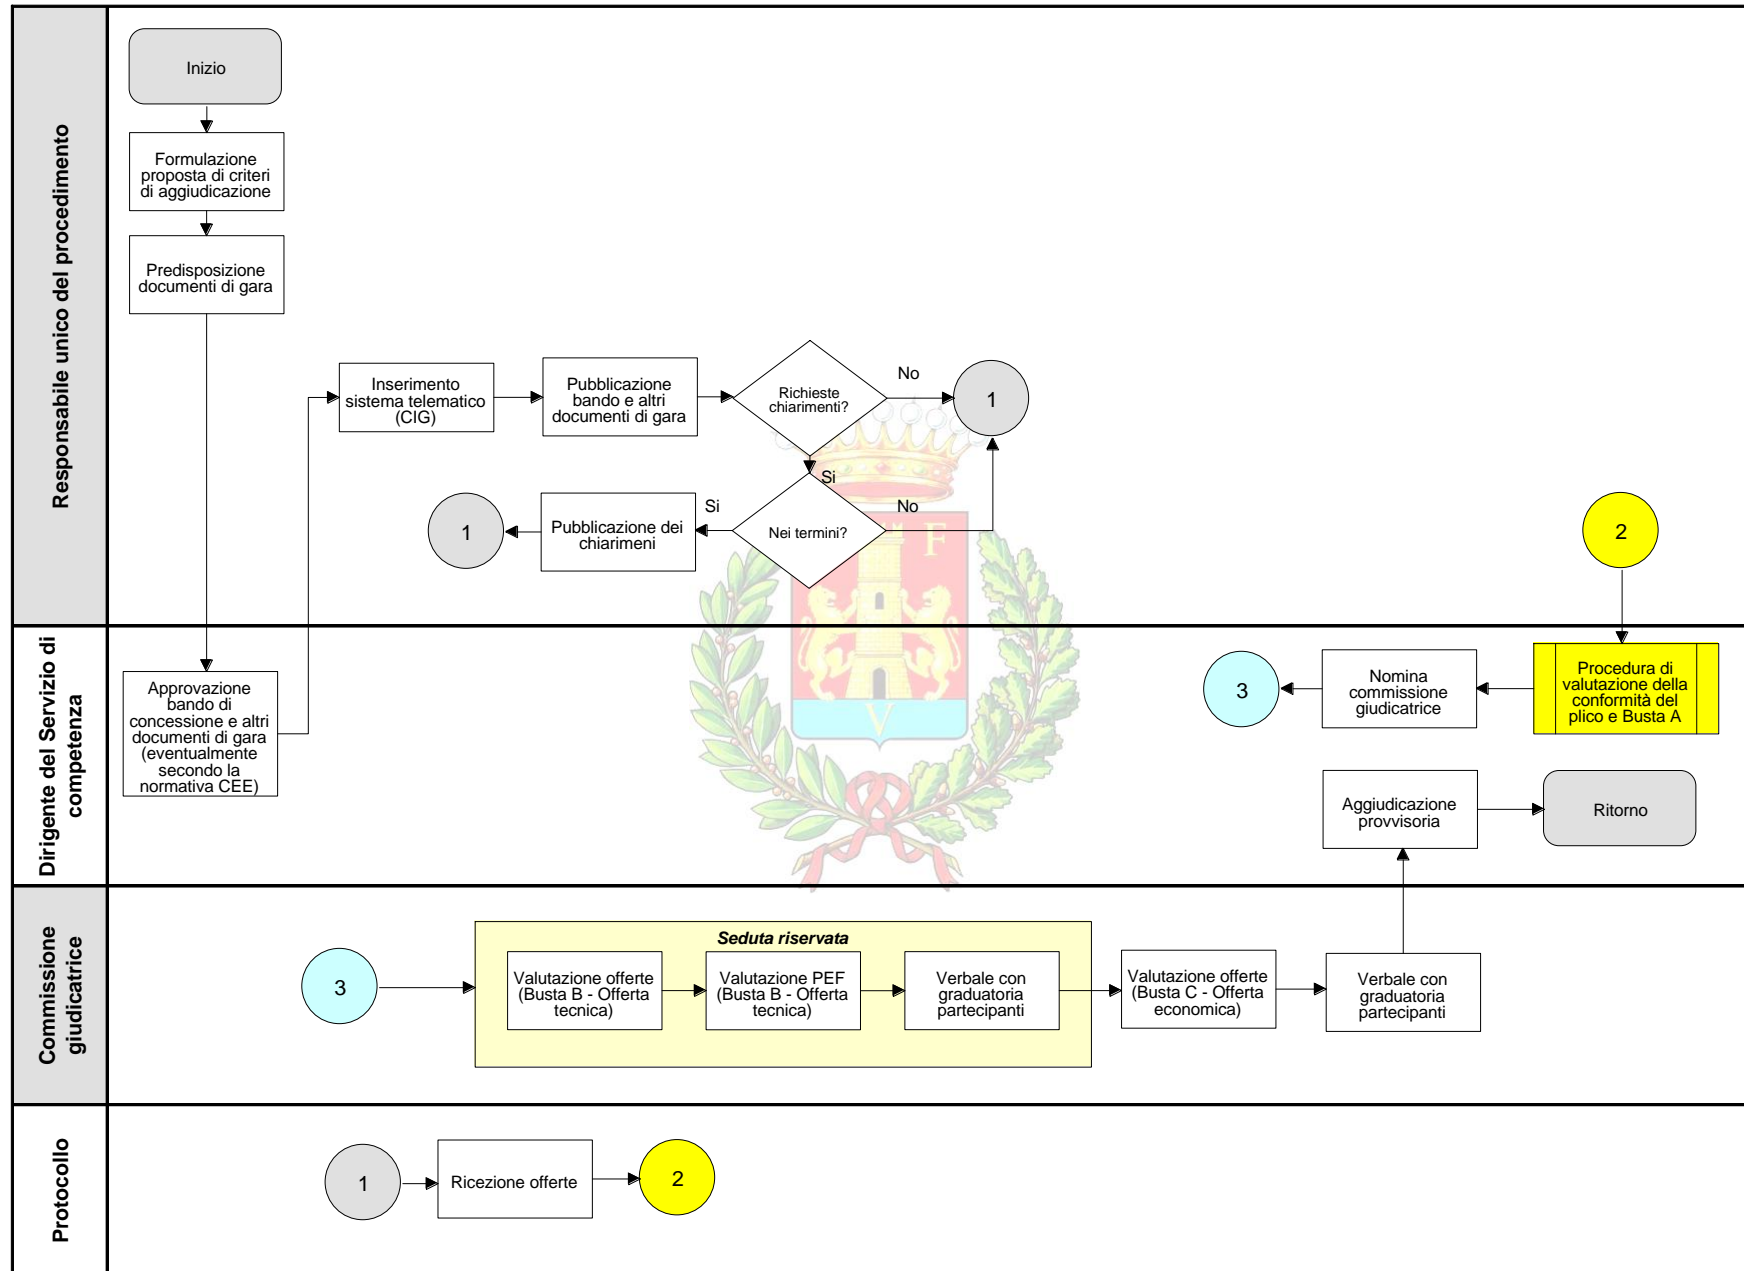 Responsabile unico del procedimento
Inizio
Formulazione
proposta di criteri
di aggiudicazione
Predisposizione
documenti di gara
Inserimento
sistema telematico
(CIG)
Pubblicazione
bando e altri
documenti di gara
Richieste
chiarimenti?
No
1
Si
Nei termini?
No
Si
Pubblicazione dei
chiarimeni
1
2
F
V
Dirigente del Servizio di
competenza
Approvazione
bando di
concessione e altri
documenti di gara
(eventualmente
secondo la
normativa CEE)
3
Nomina
commissione
giudicatrice
Procedura di
valutazione della
conformità del
plico e Busta A
Aggiudicazione
provvisoria
Ritorno
Commissione
giudicatrice
3
Seduta riservata
Valutazione offerte
(Busta B - Offerta
tecnica)
Valutazione PEF
(Busta B - Offerta
tecnica)
Verbale con
graduatoria
partecipanti
Valutazione offerte
(Busta C - Offerta
economica)
Verbale con
graduatoria
partecipanti
Protocollo
1
Ricezione offerte
2